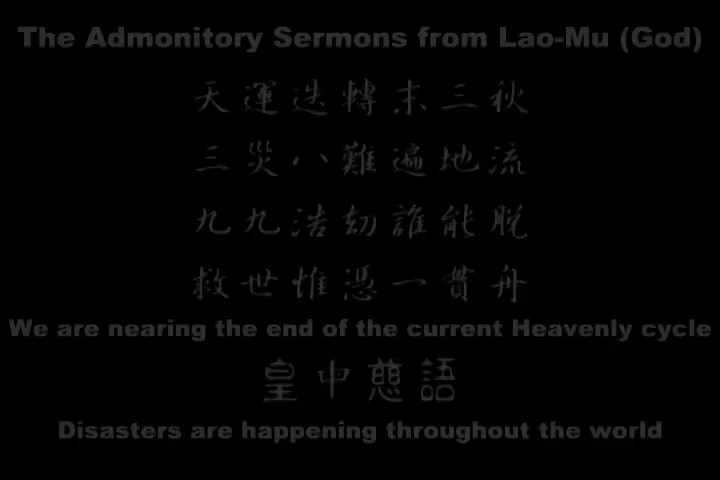 The Admonitory Sermons from Lao-Mu (God)
天運迭轉末三秋
三災八難遍地流
九九浩劫誰能脫
救世惟憑一貫舟
We are nearing the end of the current Heavenly cycle
皇中慈語
Disasters are happening throughout the world